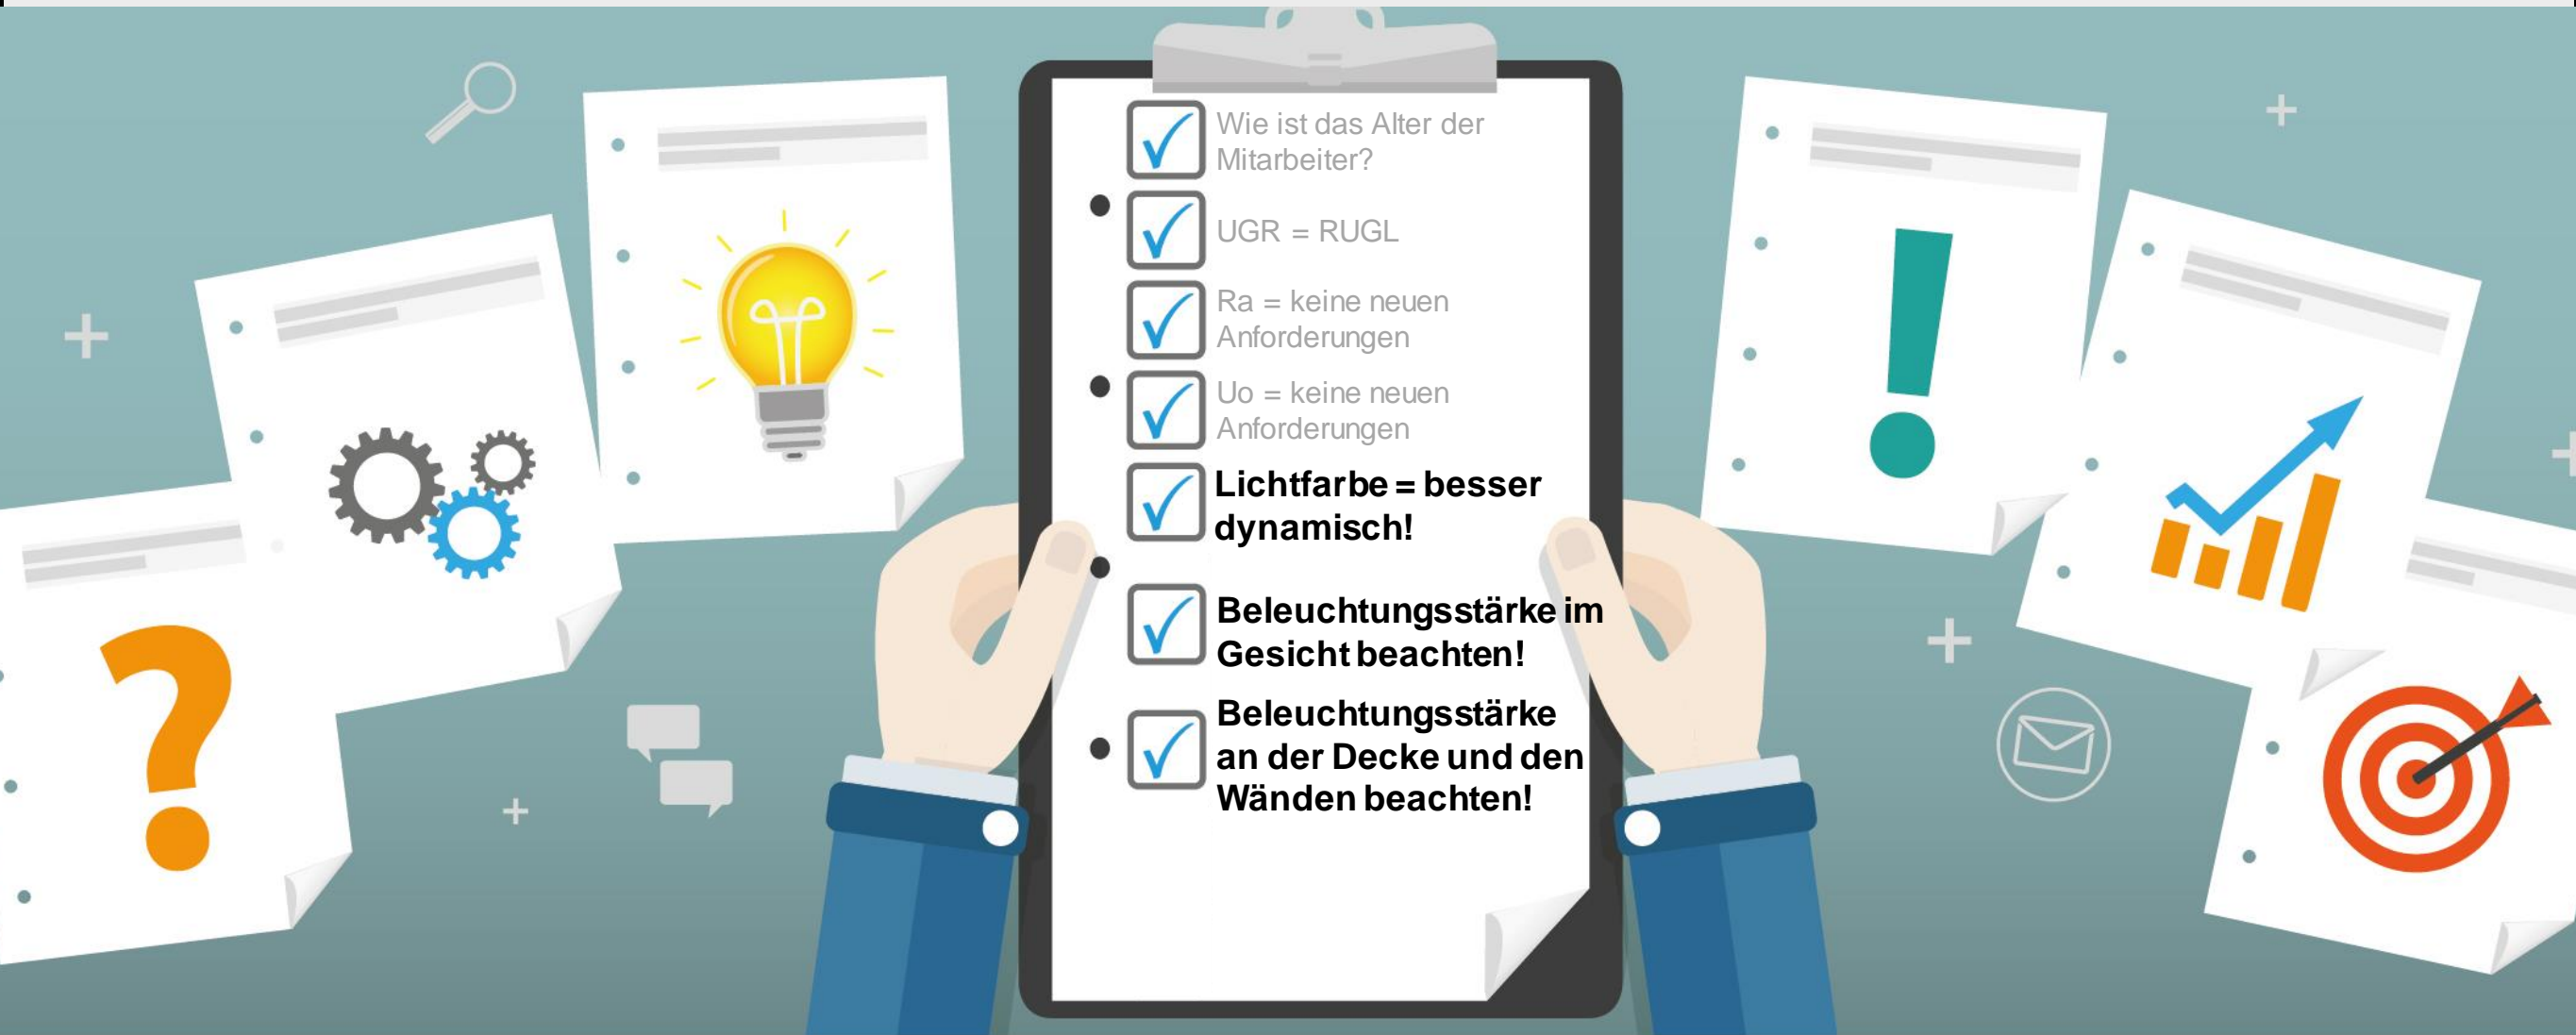 Wie ist das Alter der
Mitarbeiter?
UGR = RUGL
Ra = keine neuen
Anforderungen
Uo = keine neuen
Anforderungen
Lichtfarbe = besser
dynamisch!
Beleuchtungsstärke im
Gesicht beachten!
Beleuchtungsstärke
an der Decke und den
Wänden beachten!